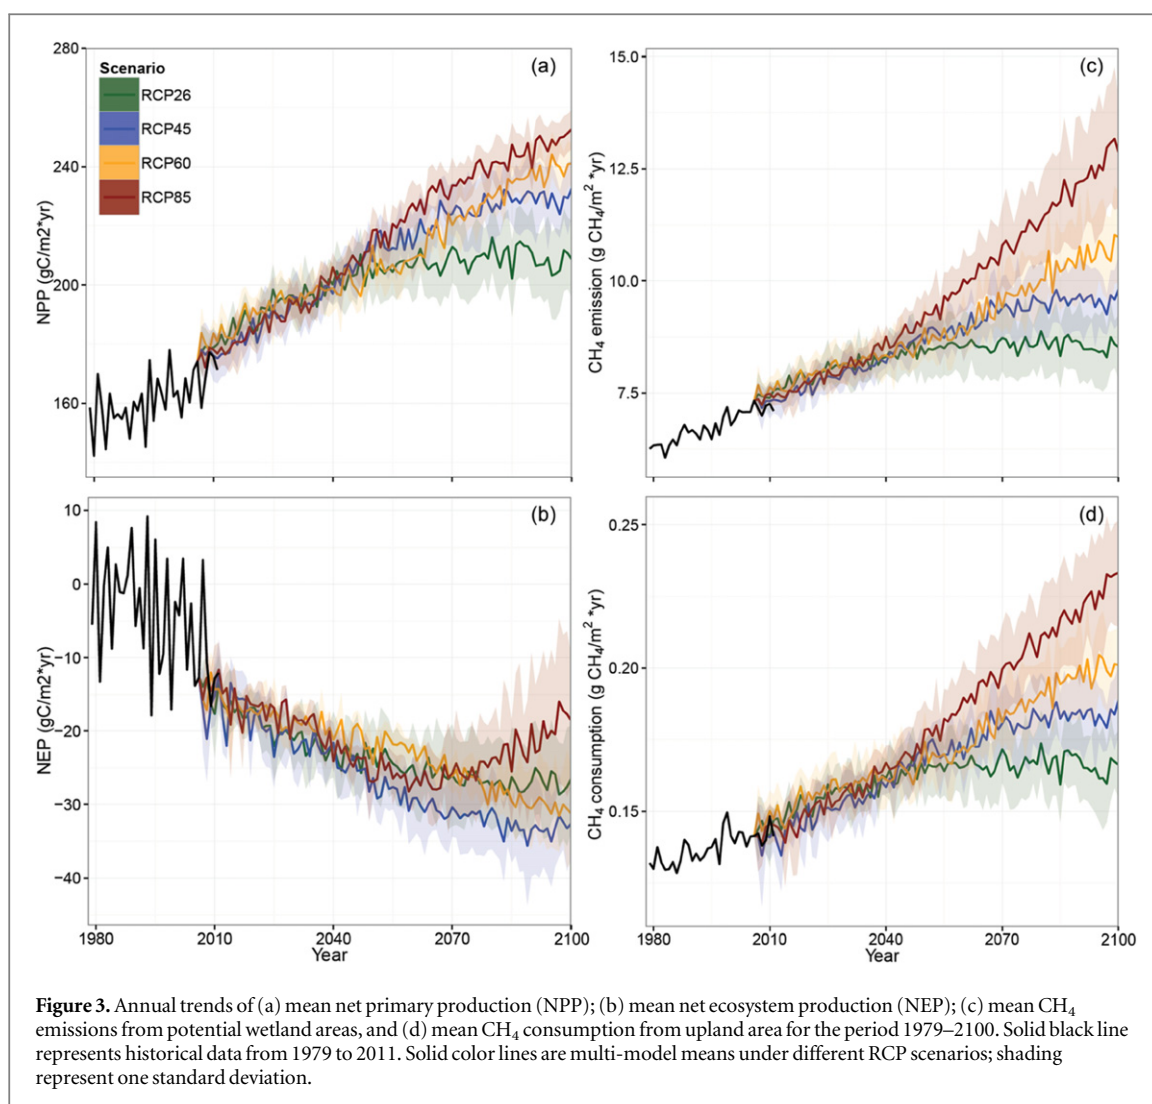 280
240
200
160
NPP (gC/m2*yr)
Scenario
RCP26
RCP45
RCP60
RCP85
(a)
15.0
12.5
10.0
7.5
CH₄ emission (g CH₄/m² *yr)
(c)
10
0
−10
−20
−30
−40
NEP (gC/m2*yr)
(b)
1980 2010 2040 2070 2100
Year
0.25
0.20
0.15
CH₄ consumption (g CH₄/m² *yr)
(d)
1980 2010 2040 2070 2100
Year
Figure 3. Annual trends of (a) mean net primary production (NPP); (b) mean net ecosystem production (NEP); (c) mean CH₄
emissions from potential wetland areas, and (d) mean CH₄ consumption from upland area for the period 1979–2100. Solid black line
represents historical data from 1979 to 2011. Solid color lines are multi-model means under different RCP scenarios; shading
represent one standard deviation.